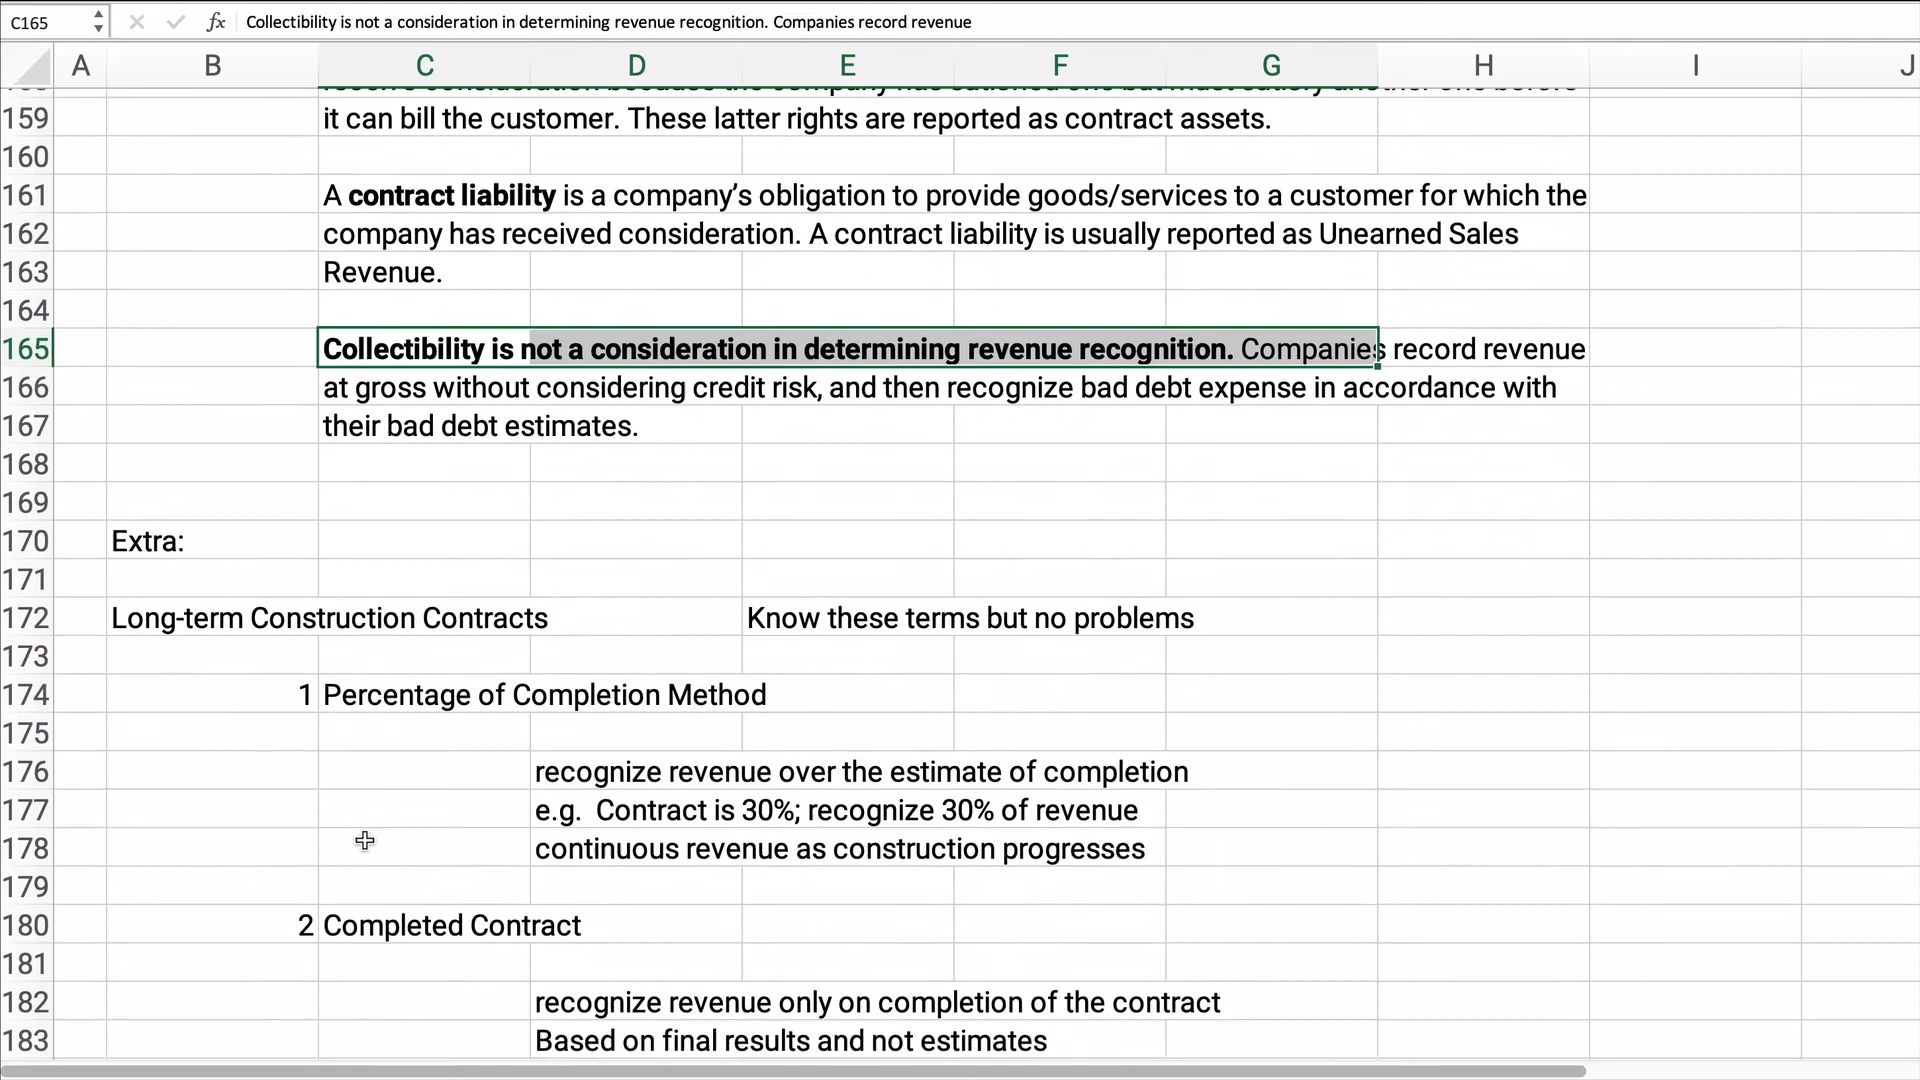 C165 fx Collectibility is not a consideration in determining revenue recognition. Companies record revenue
A B C D E F G H I J
159 it can bill the customer. These latter rights are reported as contract assets.
160
161 A contract liability is a company’s obligation to provide goods/services to a customer for which the
162 company has received consideration. A contract liability is usually reported as Unearned Sales
163 Revenue.
164
165 Collectibility is not a consideration in determining revenue recognition. Companies record revenue
166 at gross without considering credit risk, and then recognize bad debt expense in accordance with
167 their bad debt estimates.
168
169
170 Extra:
171
172 Long-term Construction Contracts Know these terms but no problems
173
174 1 Percentage of Completion Method
175
176 recognize revenue over the estimate of completion
177 e.g. Contract is 30%; recognize 30% of revenue
178 continuous revenue as construction progresses
179
180 2 Completed Contract
181
182 recognize revenue only on completion of the contract
183 Based on final results and not estimates